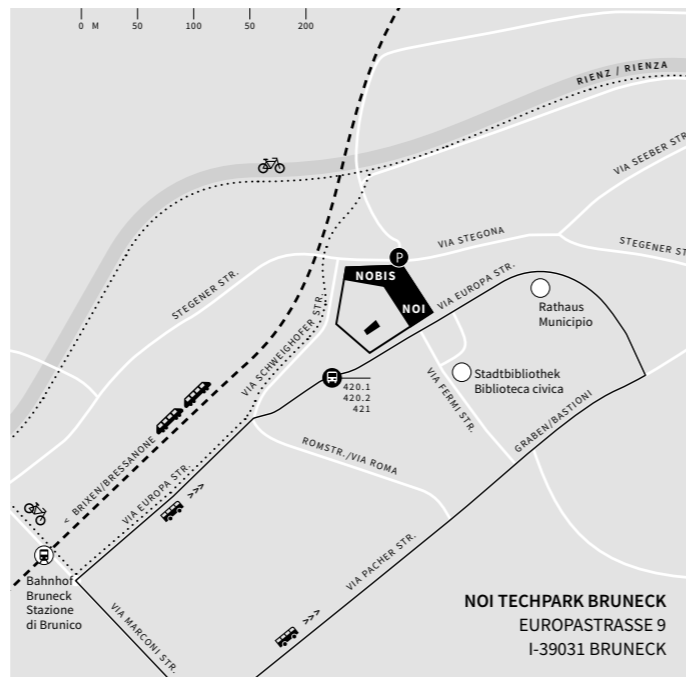 0 M 50 100 50 200
RIENZ / RIENZA
VIA SEEBER STR.
VIA STEGONA
STEGENER ST
P
NOBIS
NOI
VIA EUROPA STR.
STEGENER STR.
VIA SCHWEIGHOFER STR.
Rathaus
Municipio
420.1
420.2
421
Stadtbibliothek
Biblioteca civica
VIA FERMI STR.
GRABEN/BASTIONI
ROMSTR./VIA ROMA
< BRIXEN/BRESSANONE
VIA EUROPA STR.
>>>
Bahnhof
Bruneck
Stazione
di Brunico
VIA MARCONI STR.
VIA PACHER STR.
>>>
NOI TECHPARK BRUNECK
EUROPASTRASSE 9
I-39031 BRUNECK